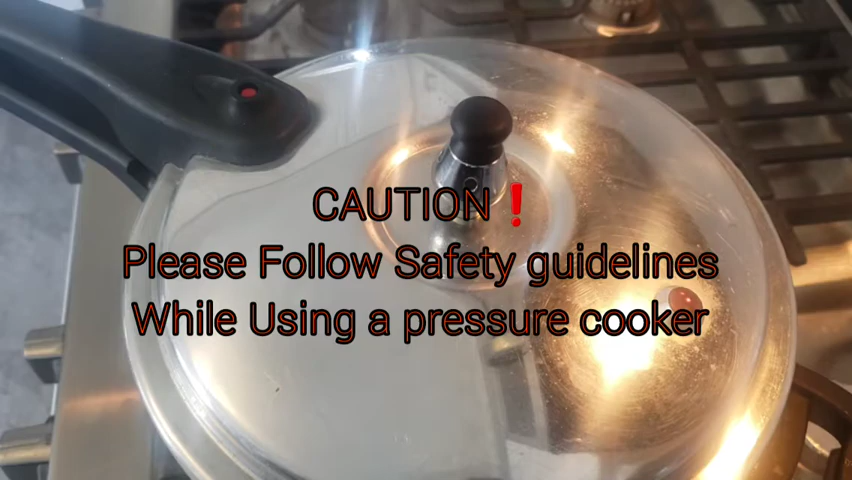 CAUTION❗
Please Follow Safety guidelines
While Using a pressure cooker